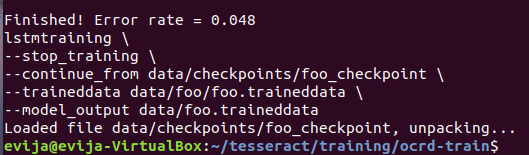 Finished! Error rate = 0.048
lstmtraining \
--stop_training \
--continue_from data/checkpoints/foo_checkpoint \
--traineddata data/foo/foo.traineddata \
--model_output data/foo.traineddata
Loaded file data/checkpoints/foo_checkpoint, unpacking...
evija@evija-VirtualBox:~/tesseract/training/ocrd-train$